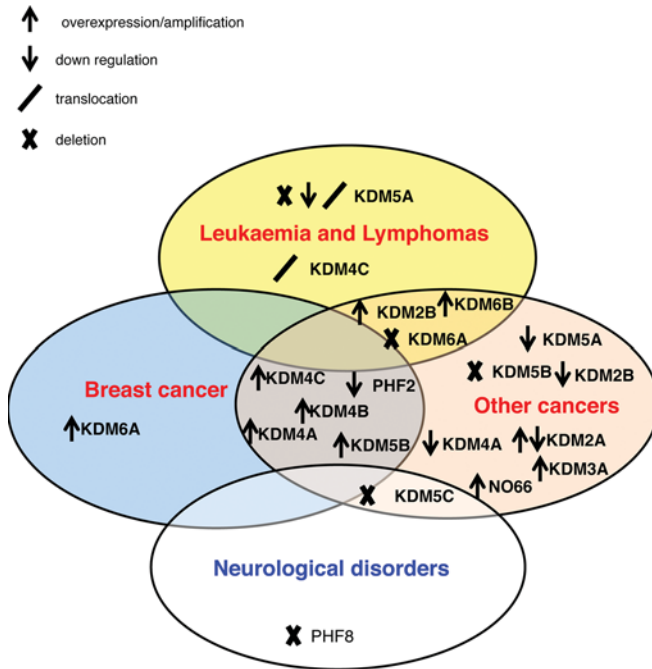 overexpression/amplification
down regulation
translocation
deletion
KDM5A
Leukaemia and Lymphomas
KDM4C
KDM2B
KDM6B
KDM6A
KDM5A
KDM5B
KDM2B
Breast cancer
KDM4C
PHF2
Other cancers
KDM6A
KDM4B
KDM4A
KDM5B
KDM4A
KDM2A
KDM3A
KDM5C
NO66
Neurological disorders
PHF8